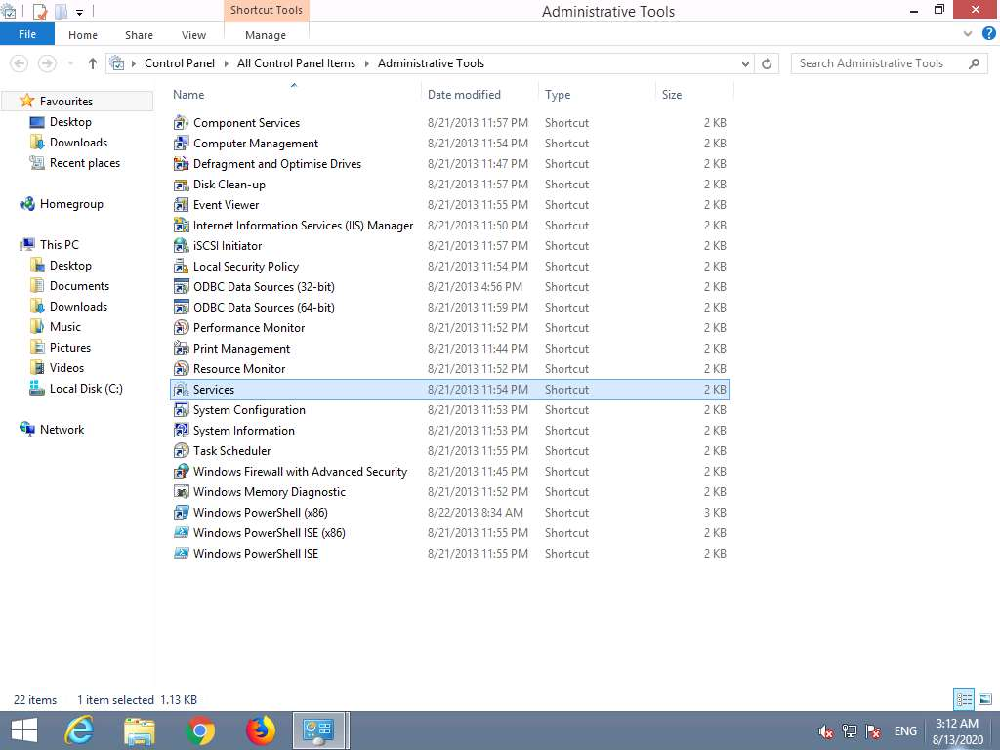 Shortcut Tools
Administrative Tools
File Home Share View Manage
Control Panel All Control Panel Items Administrative Tools
Search Administrative Tools
Name Date modified Type Size
Favourites
Desktop
Downloads
Recent places
Homegroup
This PC
Desktop
Documents
Downloads
Music
Pictures
Videos
Local Disk (C:)
Network
Component Services 8/21/2013 11:57 PM Shortcut 2 KB
Computer Management 8/21/2013 11:54 PM Shortcut 2 KB
Defragment and Optimise Drives 8/21/2013 11:47 PM Shortcut 2 KB
Disk Clean-up 8/21/2013 11:57 PM Shortcut 2 KB
Event Viewer 8/21/2013 11:55 PM Shortcut 2 KB
Internet Information Services (IIS) Manager 8/21/2013 11:50 PM Shortcut 2 KB
iSCSI Initiator 8/21/2013 11:57 PM Shortcut 2 KB
Local Security Policy 8/21/2013 11:54 PM Shortcut 2 KB
ODBC Data Sources (32-bit) 8/21/2013 4:56 PM Shortcut 2 KB
ODBC Data Sources (64-bit) 8/21/2013 11:59 PM Shortcut 2 KB
Performance Monitor 8/21/2013 11:52 PM Shortcut 2 KB
Print Management 8/21/2013 11:44 PM Shortcut 2 KB
Resource Monitor 8/21/2013 11:52 PM Shortcut 2 KB
Services 8/21/2013 11:54 PM Shortcut 2 KB
System Configuration 8/21/2013 11:53 PM Shortcut 2 KB
System Information 8/21/2013 11:53 PM Shortcut 2 KB
Task Scheduler 8/21/2013 11:55 PM Shortcut 2 KB
Windows Firewall with Advanced Security 8/21/2013 11:45 PM Shortcut 2 KB
Windows Memory Diagnostic 8/21/2013 11:52 PM Shortcut 2 KB
Windows PowerShell (x86) 8/22/2013 8:34 AM Shortcut 3 KB
Windows PowerShell ISE (x86) 8/21/2013 11:55 PM Shortcut 2 KB
Windows PowerShell ISE 8/21/2013 11:55 PM Shortcut 2 KB
22 items 1 item selected 1.13 KB
ENG
3:12 AM
8/13/2020